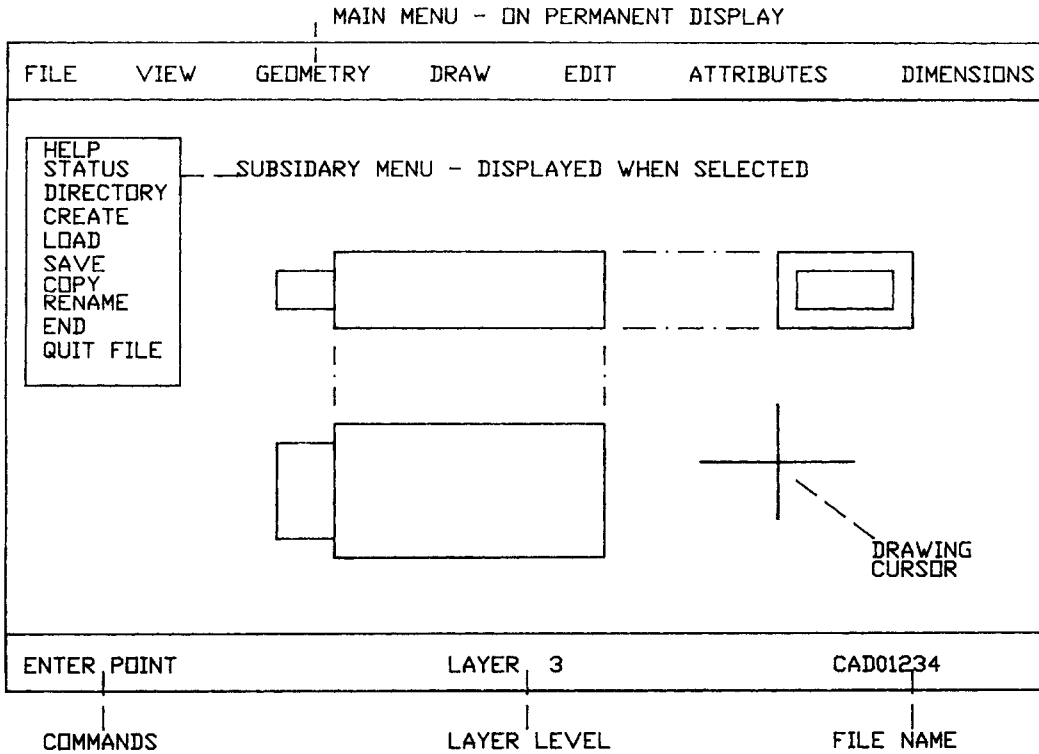 MAIN MENU - ON PERMANENT DISPLAY
FILE VIEW GEOMETRY DRAW EDIT ATTRIBUTES DIMENSIONS
HELP
STATUS
SUBSIDARY MENU - DISPLAYED WHEN SELECTED
DIRECTORY
CREATE
LOAD
SAVE
COPY
RENAME
END
QUIT FILE
DRAWING
CURSOR
ENTER POINT LAYER 3 CAD01234
COMMANDS LAYER LEVEL FILE NAME